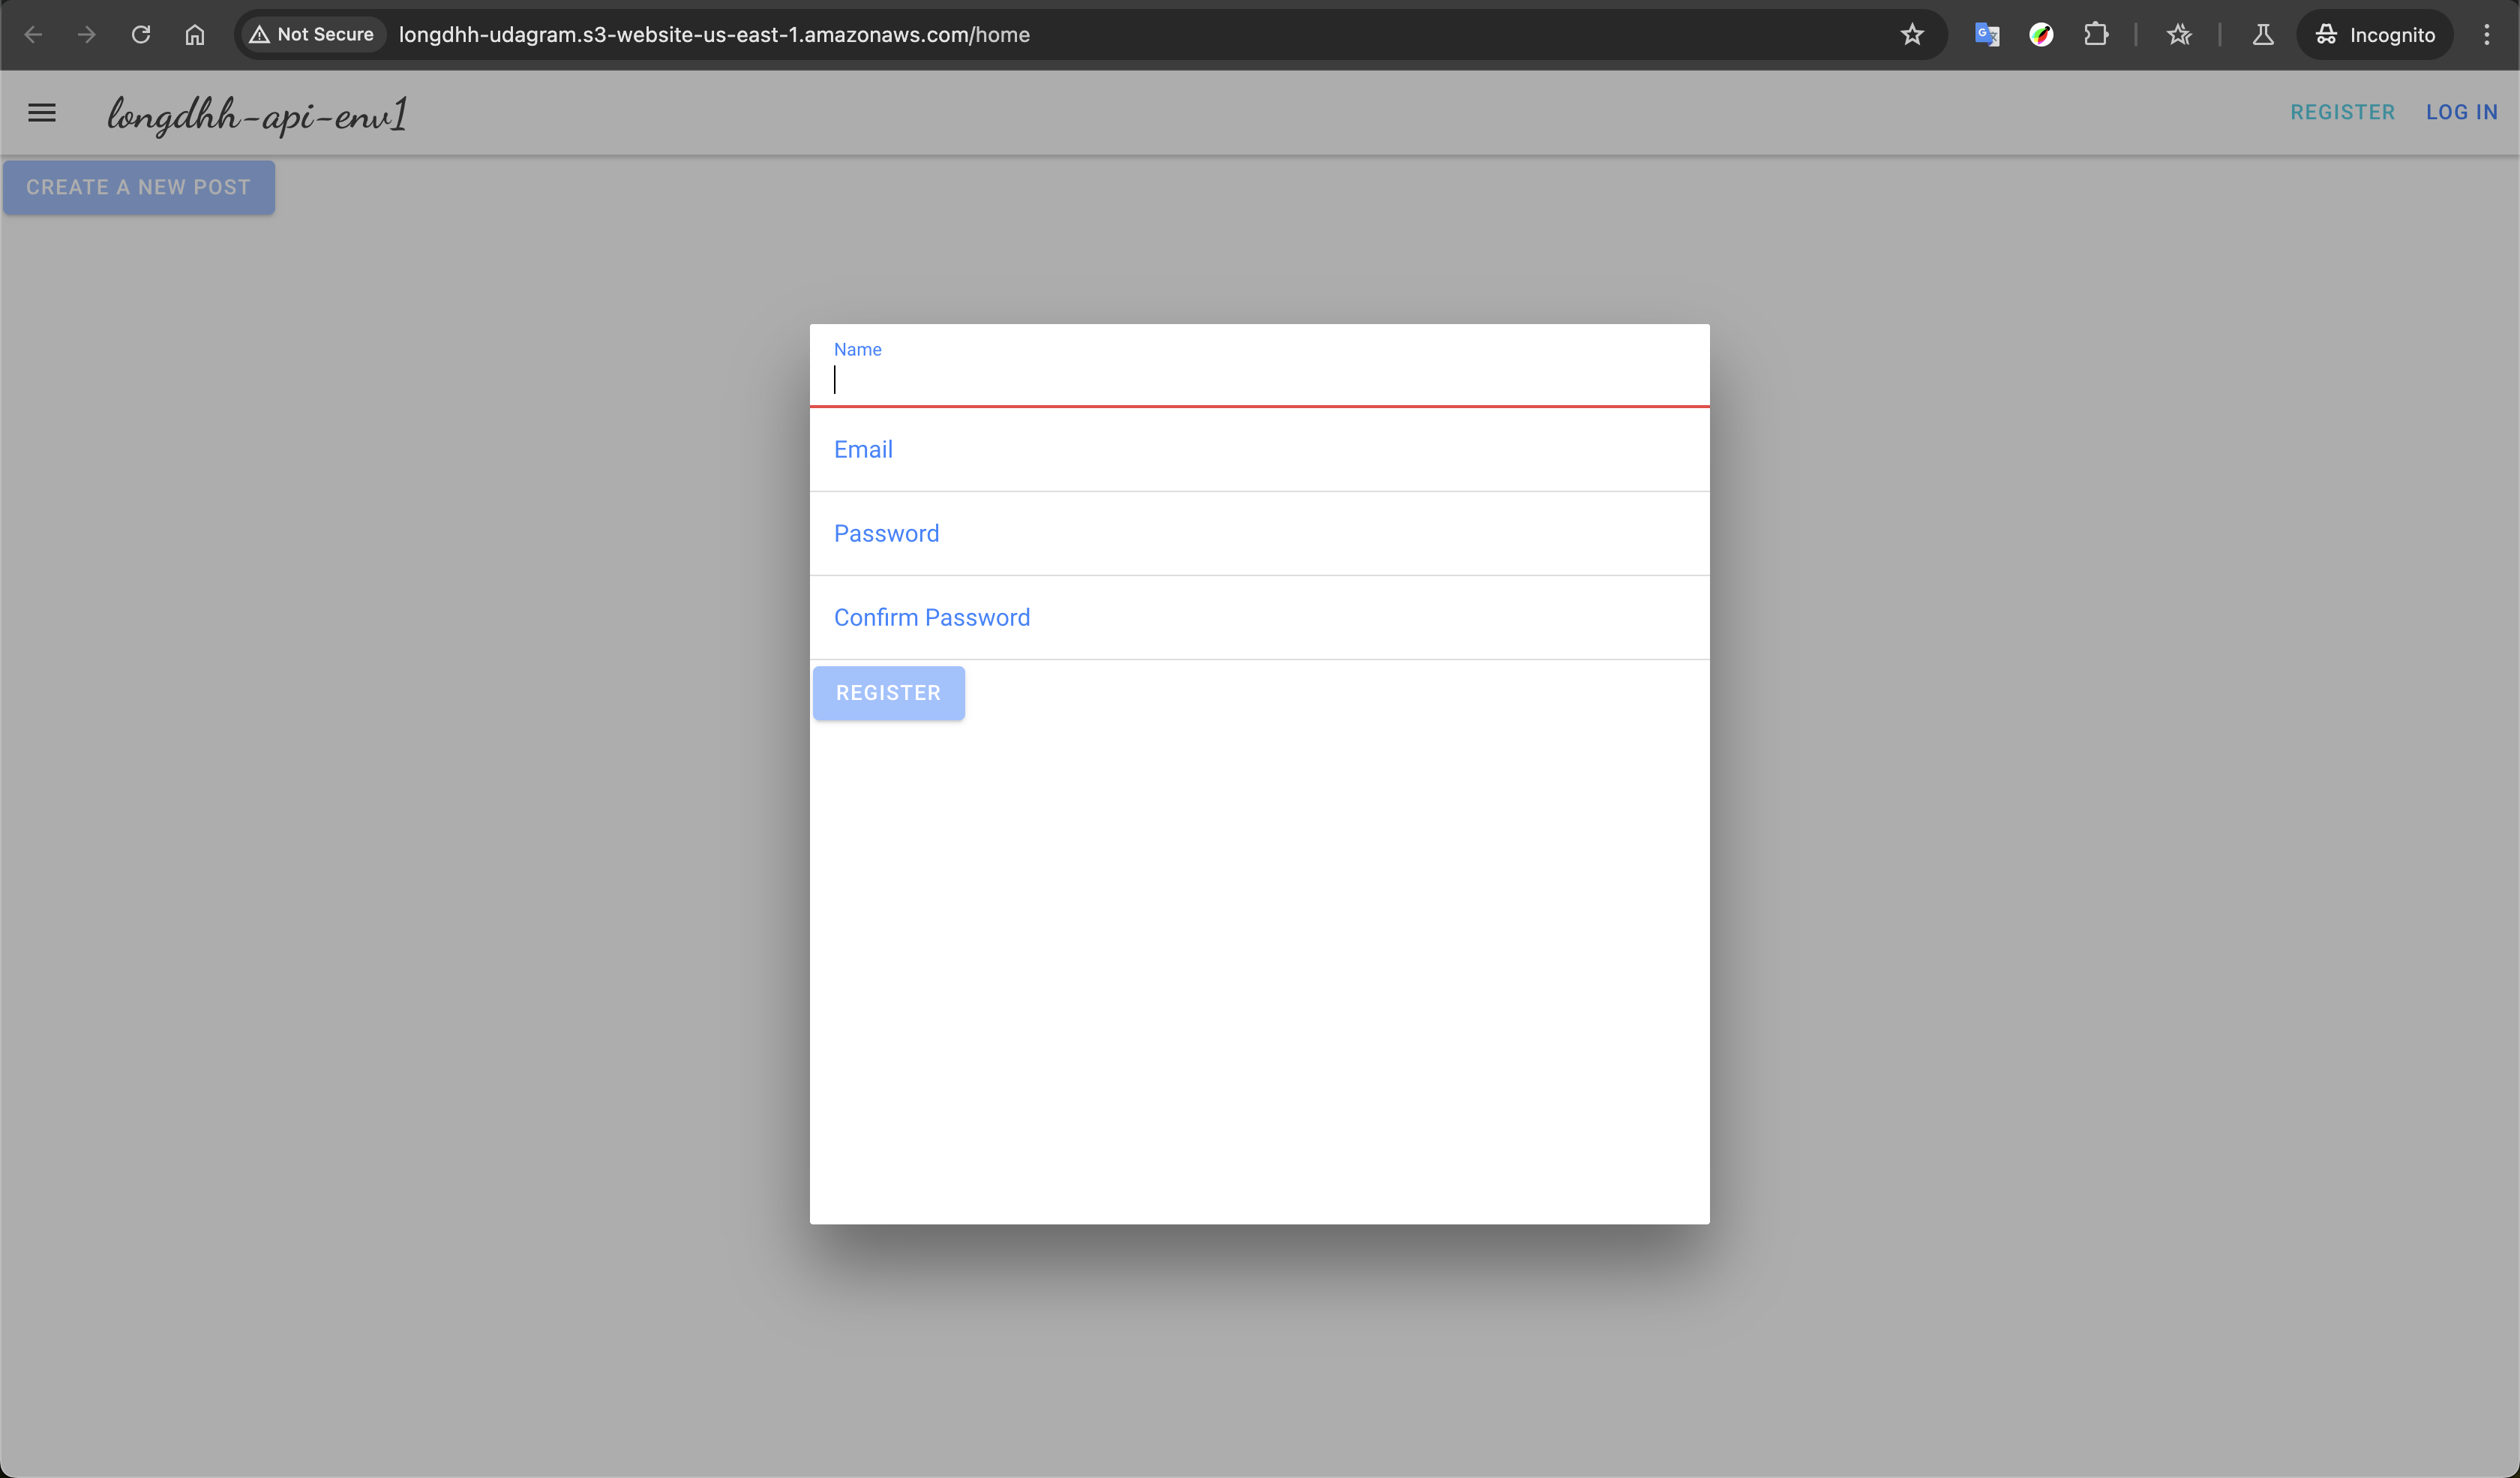 Not Secure longdhh-udagram.s3-website-us-east-1.amazonaws.com/home Incognito
longdhh-api-env1 REGISTER LOG IN
CREATE A NEW POST
Name
Email
Password
Confirm Password
REGISTER